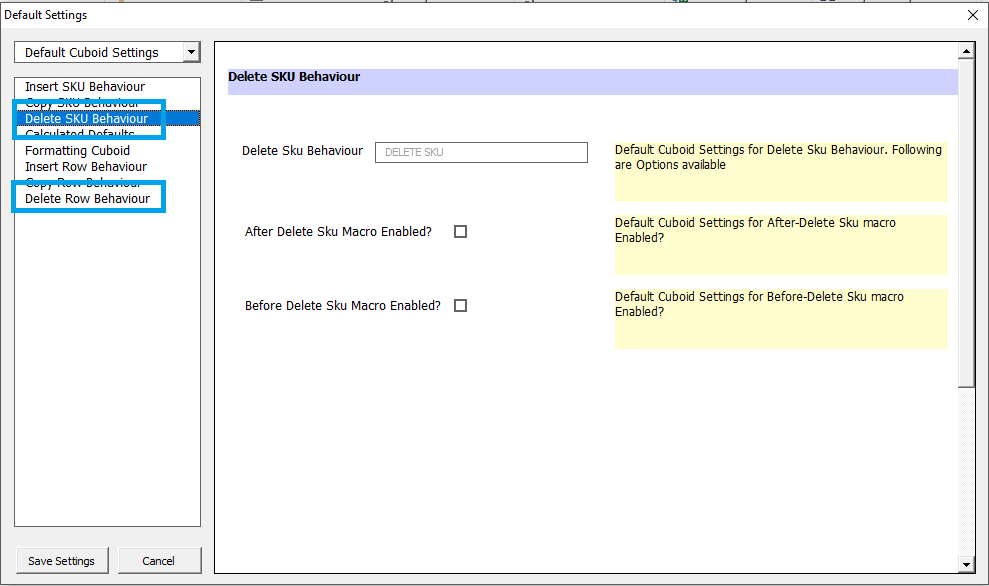 Default Settings
Default Cuboid Settings
Insert SKU Behaviour
Copy SKU Behaviour
Delete SKU Behaviour
Calculated Defaults
Formatting Cuboid
Insert Row Behaviour
Copy Row Behaviour
Delete Row Behaviour
Save Settings
Cancel
Delete SKU Behaviour
Delete Sku Behaviour
DELETE SKU
Default Cuboid Settings for Delete Sku Behaviour. Following
are Options available
After Delete Sku Macro Enabled?
Default Cuboid Settings for After-Delete Sku macro
Enabled?
Before Delete Sku Macro Enabled?
Default Cuboid Settings for Before-Delete Sku macro
Enabled?